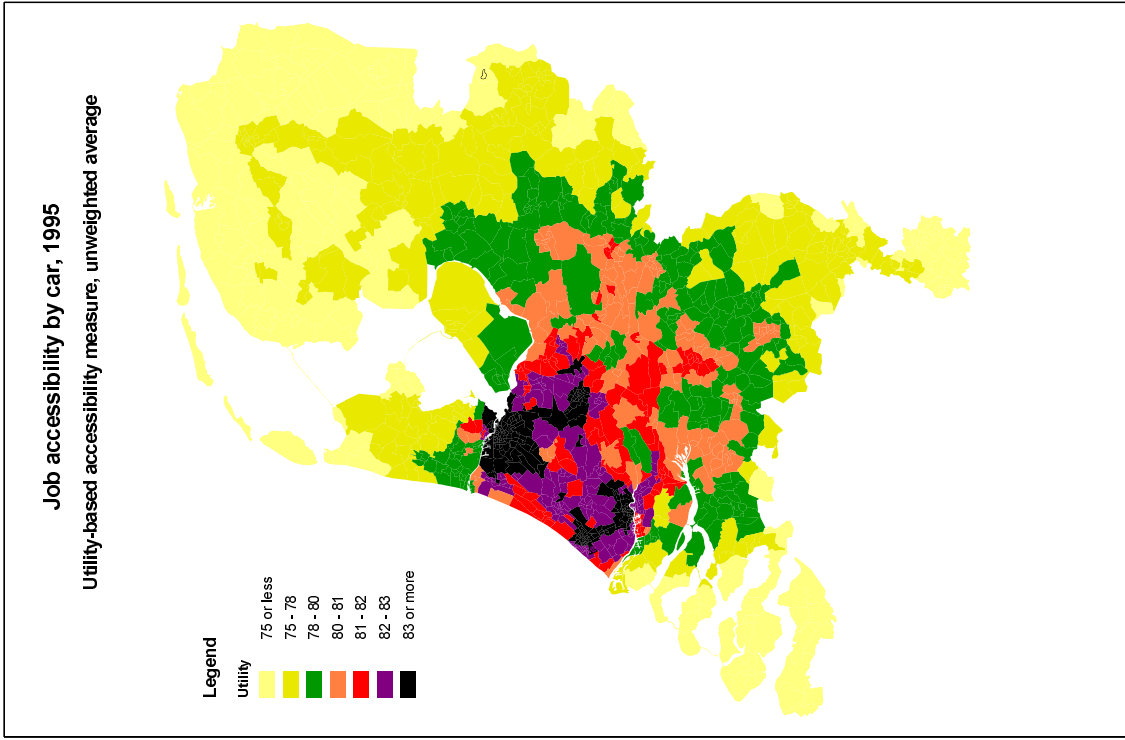 Job accessibility by car, 1995
Utility-based accessibility measure, unweighted average
Legend
Utility
75 or less
75 - 78
78 - 80
80 - 81
81 - 82
82 - 83
83 or more